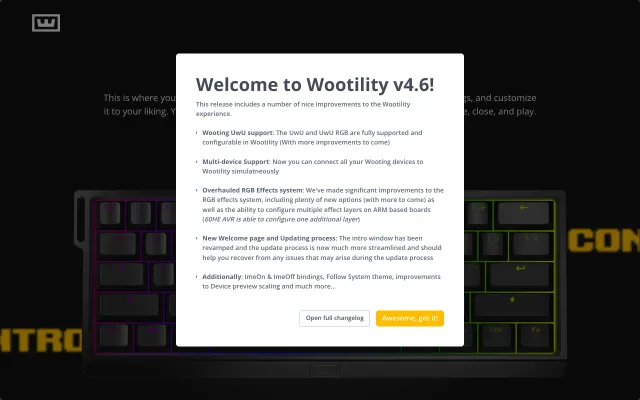 Welcome to Wootility v4.6!
This release includes a number of nice improvements to the Wootility
experience.
Wooting UwU support: The UwU and UwU RGB are fully supported and
configurable in Wootility (With more improvements to come)
Multi-device Support: Now you can connect all your Wooting devices to
Wootility simulatneously
Overhauled RGB Effects system: We've made significant improvements to the
RGB effects system, including plenty of new options (with more to come) as
well as the ability to configure multiple effect layers on ARM based boards
(60HE AVR is able to configure one additional layer)
New Welcome page and Updating process: The intro window has been
revamped and the update process is now much more streamlined and should
help you recover from any issues that may arise during the update process
Additionally: ImeOn & ImeOff bindings, Follow System theme, improvements
to Device preview scaling and much more...
Open full changelog
Awesome, got it!
This is where you
gs, and customize
it to your liking. Y
e, close, and play.
CON
HTRO
Fn